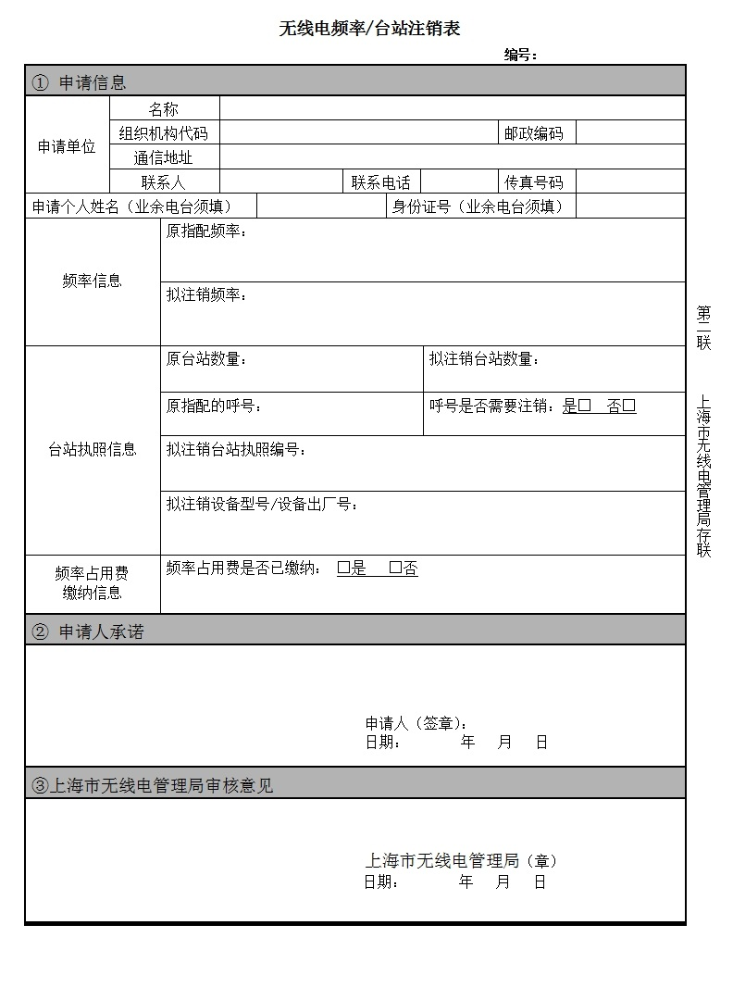 无线电频率/台站注销表
编号：
① 申请信息
申请单位
名称
组织机构代码 邮政编码
通信地址
联系人 联系电话 传真号码
申请个人姓名（业余电台须填） 身份证号（业余电台须填）
频率信息
原指配频率：
拟注销频率：
台站执照信息
原台站数量： 拟注销台站数量：
原指配的呼号： 呼号是否需要注销：是□ 否□
拟注销台站执照编号：
拟注销设备型号/设备出厂号：
频率占用费
缴纳信息
频率占用费是否已缴纳： □是 □否
② 申请人承诺
申请人（签章）：
日期： 年 月 日
③上海市无线电管理局审核意见
上海市无线电管理局（章）
日期： 年 月 日
第二联 上海市无线电管理局存联